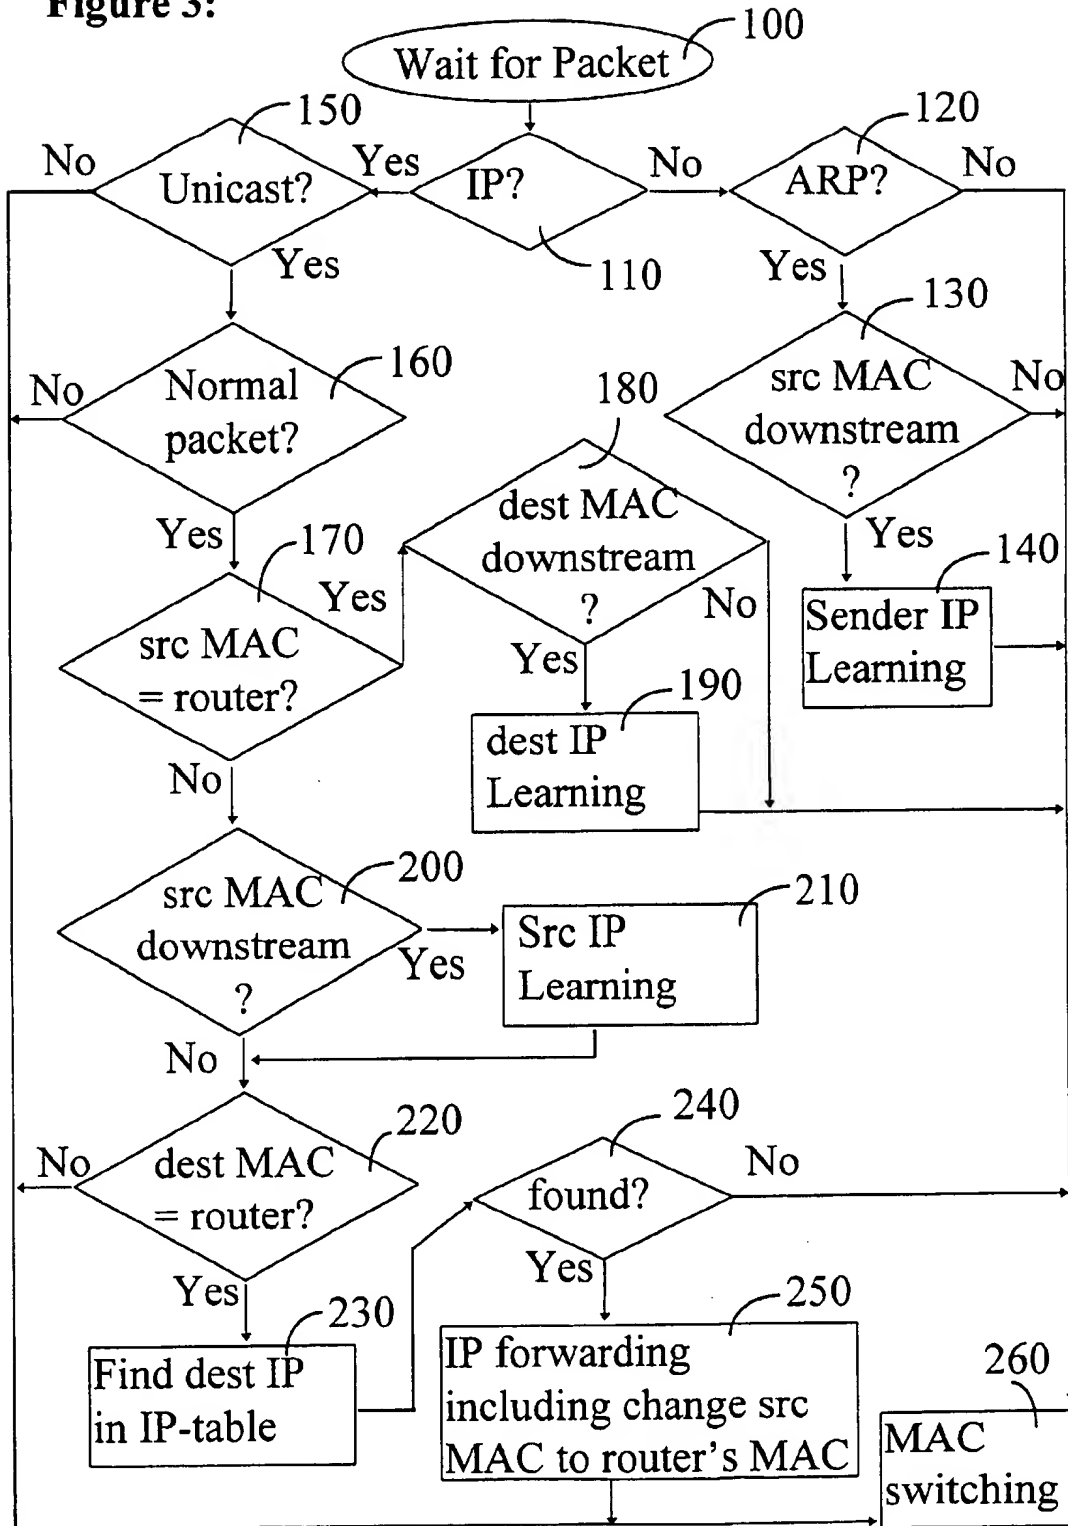 Figure 3:
100
Wait for Packet
150
120
No
Unicast?
Yes
IP?
No
ARP?
No
Yes
110
Yes
130
No
Normal
packet?
160
180
src MAC
downstream
?
No
Yes
170
dest MAC
downstream
?
Yes
140
Yes
No
Sender IP
Learning
src MAC
= router?
Yes
190
dest IP
Learning
No
200
src MAC
downstream
?
Yes
210
Src IP
Learning
No
220
240
No
dest MAC
= router?
found?
No
Yes
Yes
230
250
Find dest IP
in IP-table
IP forwarding
including change src
MAC to router's MAC
260
MAC
switching